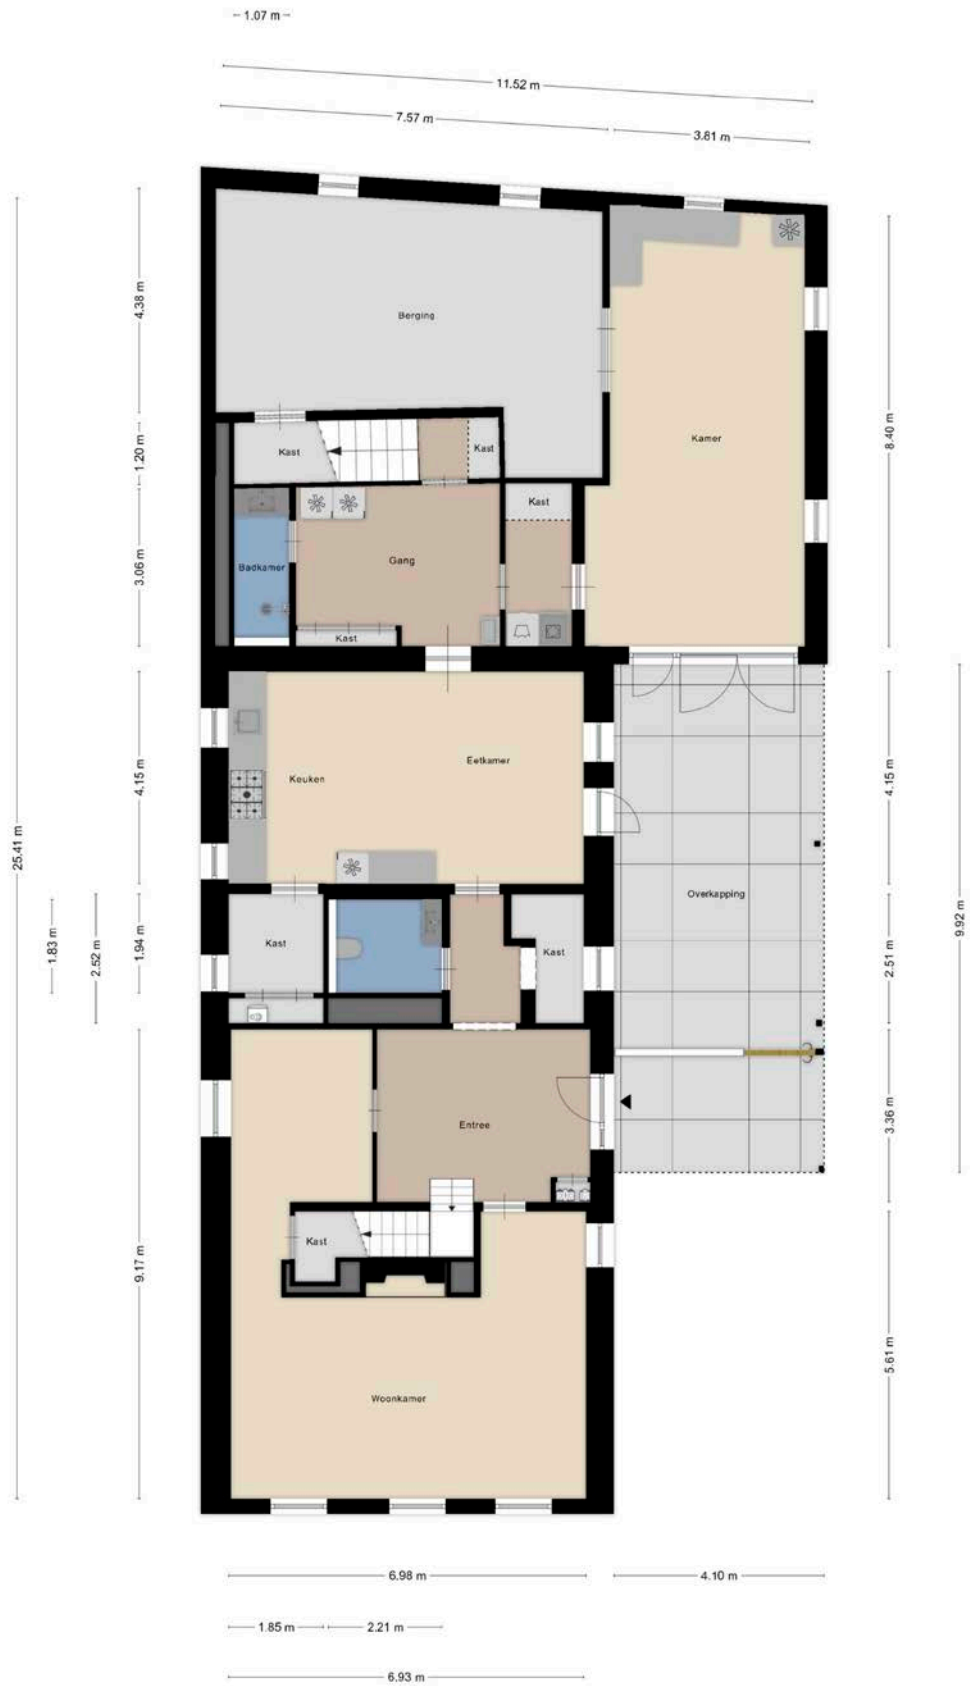 1.07 m
11.52 m
7.57 m
3.81 m
4.38 m
Berging
8.40 m
Kamer
1.20 m
Kast
Kast
Kast
3.06 m
Badkamer
Gang
Kast
25.41 m
4.15 m
Keuken
Eetkamer
4.15 m
Overkapping
9.92 m
1.83 m
2.52 m
1.94 m
Kast
Kast
2.51 m
Entree
3.36 m
Kast
9.17 m
5.61 m
Woonkamer
6.98 m
4.10 m
1.85 m
2.21 m
6.93 m